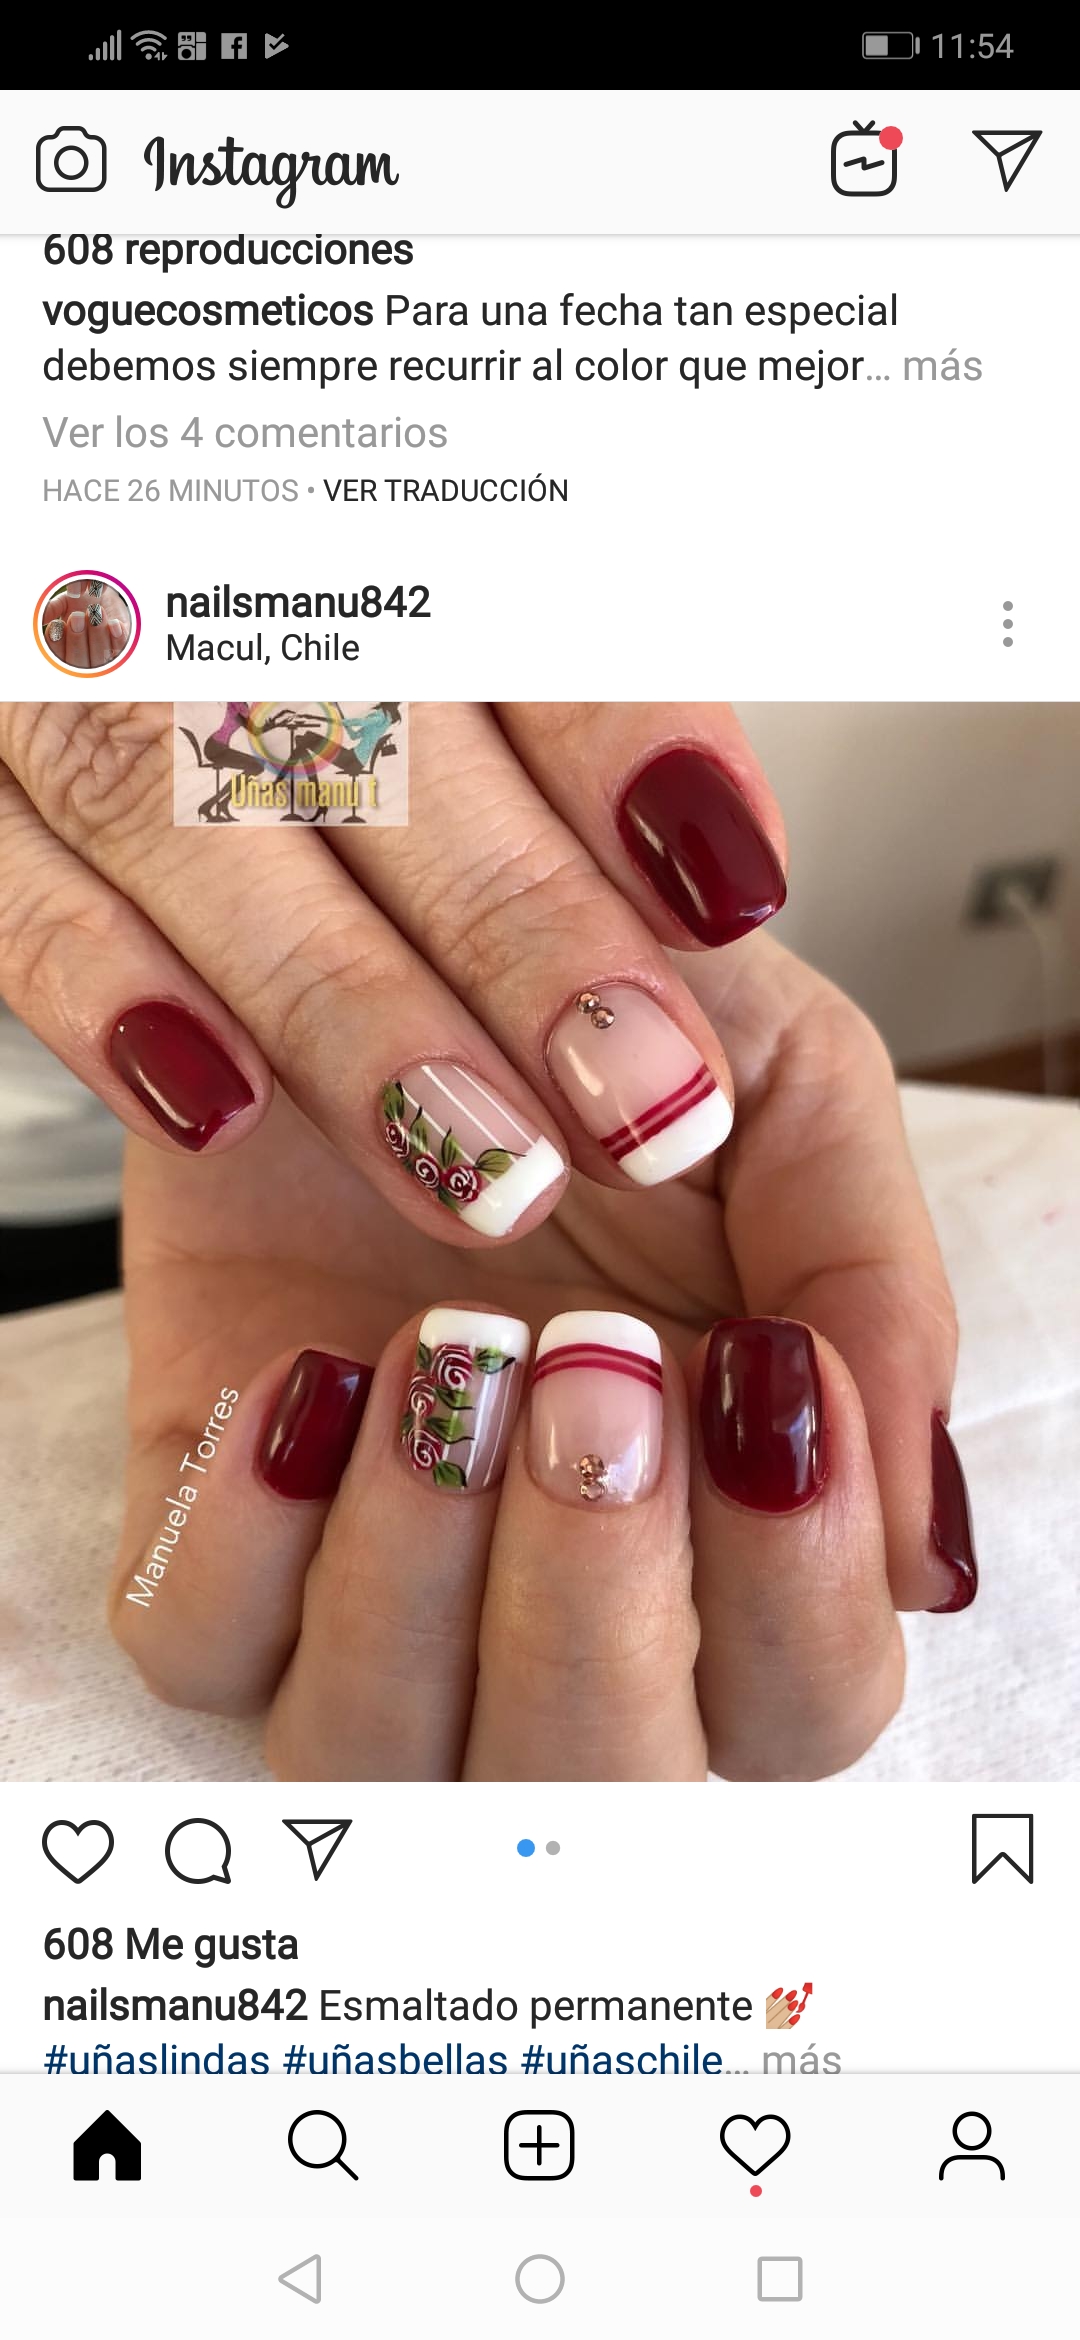 11:54
Instagram
608 reproducciones
voguecosmeticos Para una fecha tan especial
debemos siempre recurrir al color que mejor... más
Ver los 4 comentarios
HACE 26 MINUTOS • VER TRADUCCIÓN
nailsmanu842
Macul, Chile
Uñas manu t
Manuela Torres
608 Me gusta
nailsmanu842 Esmaltado permanente 💅
#uñaslindas #uñasbellas #uñaschile... más